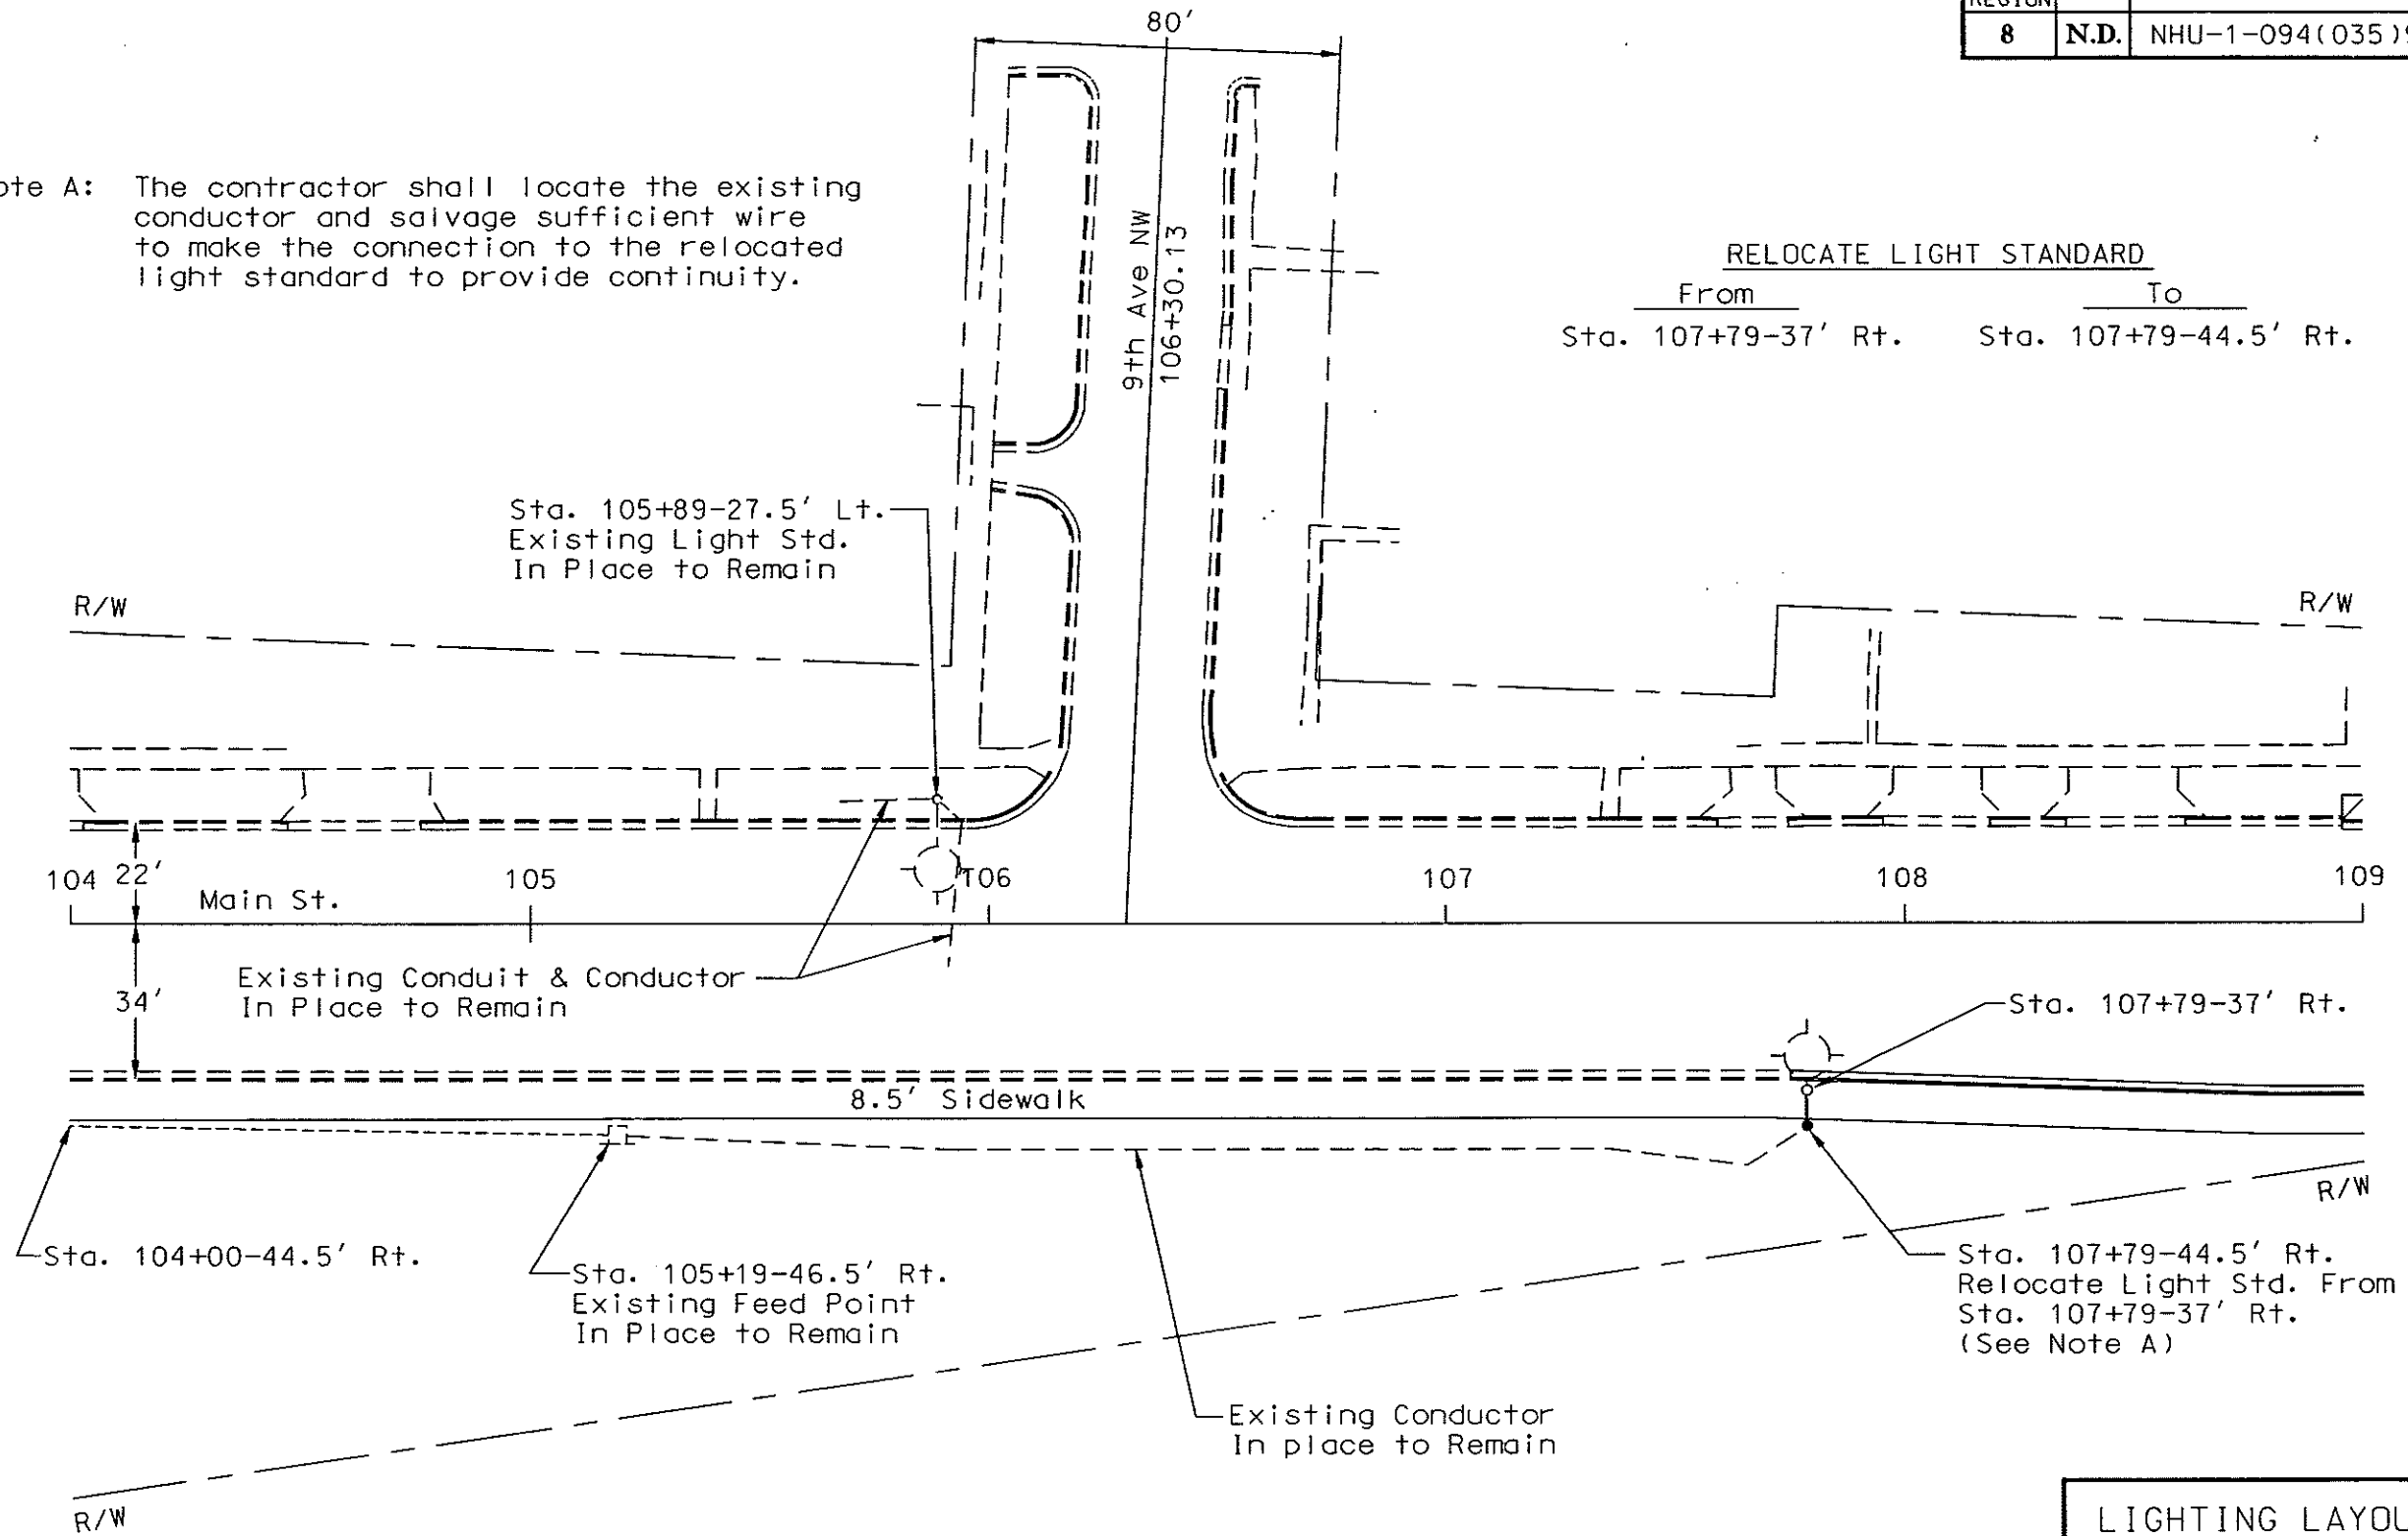 80'
8 N.D. NHU-1-094(035)
A: The contractor shall locate the existing
conductor and salvage sufficient wire
to make the connection to the relocated
light standard to provide continuity.
9th Ave NW
106+30.13
RELOCATE LIGHT STANDARD
From To
Sta. 107+79-37' Rt. Sta. 107+79-44.5' Rt.
Sta. 105+89-27.5' Lt.
Existing Light Std.
In Place to Remain
R/W
R/W
104 22' 105 106 107 108 109
Main St.
Existing Conduit & Conductor
In Place to Remain
34'
Sta. 107+79-37' Rt.
8.5' Sidewalk
R/W
Sta. 104+00-44.5' Rt.
Sta. 105+19-46.5' Rt.
Existing Feed Point
In Place to Remain
Sta. 107+79-44.5' Rt.
Relocate Light Std. From
Sta. 107+79-37' Rt.
(See Note A)
Existing Conductor
In place to Remain
R/W
LIGHTING